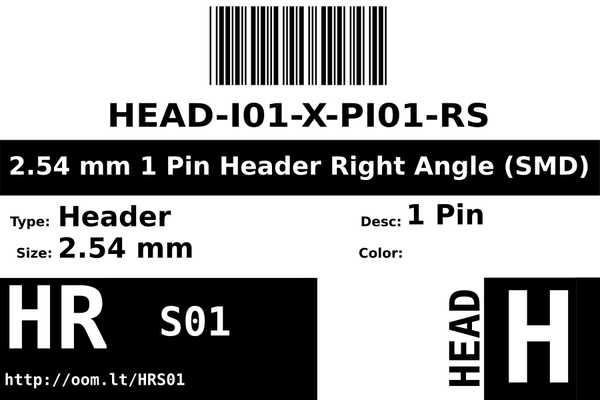 HEAD-I01-X-PI01-RS
2.54 mm 1 Pin Header Right Angle (SMD)
Type: Header
Desc: 1 Pin
Size: 2.54 mm
Color:
HR S01
http://oom.lt/HRS01
HEAD
H